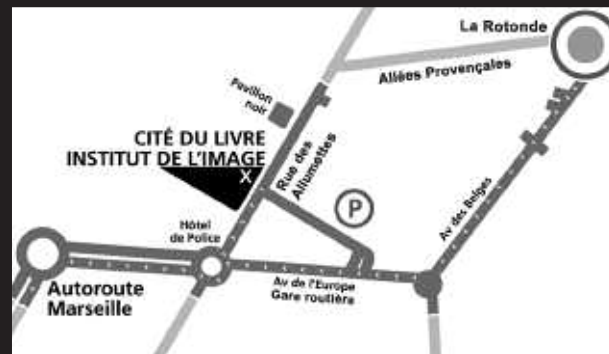 La Rotonde
Allées Provençales
Pavillon
noir
CITÉ DU LIVRE
INSTITUT DE L'IMAGE
X
Rue des
Allumettes
P
Av des Belges
Hôtel
de Police
Av de l'Europe
Gare routière
Autoroute
Marseille